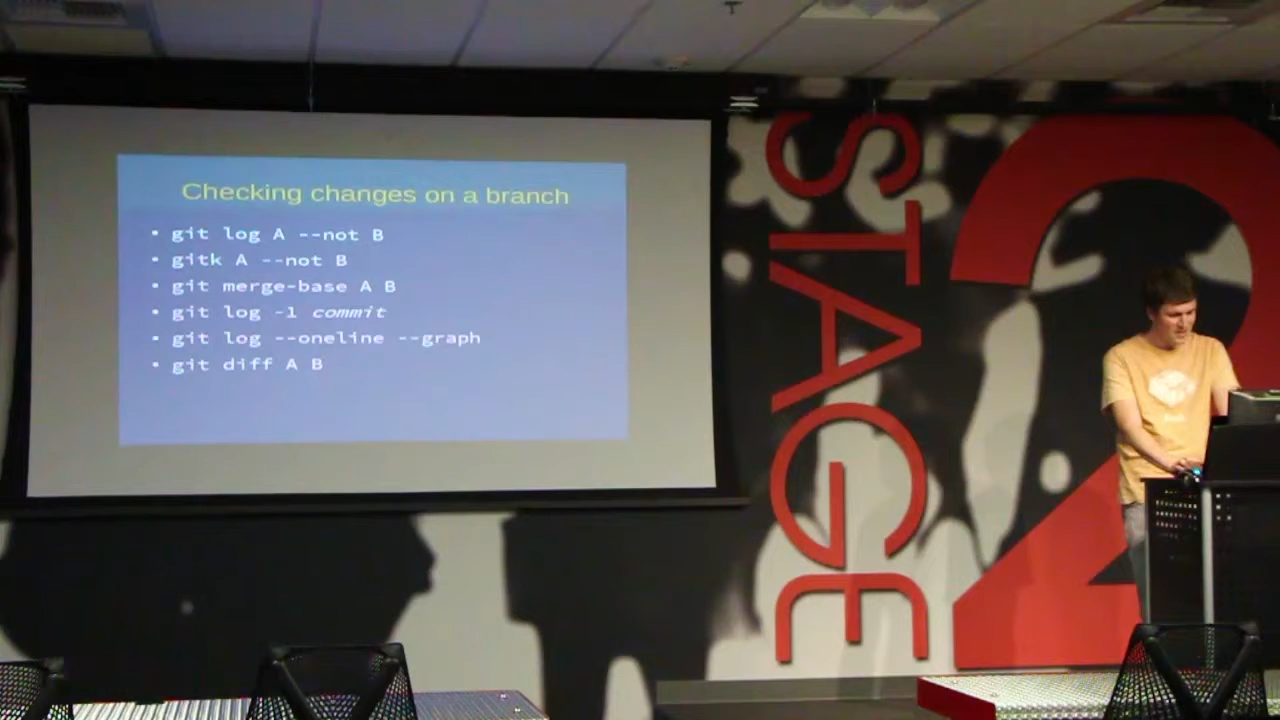 Checking changes on a branch
• git log A --not B
• gitk A --not B
• git merge-base A B
• git log -1 commit
• git log --oneline --graph
• git diff A B
STAGE
2